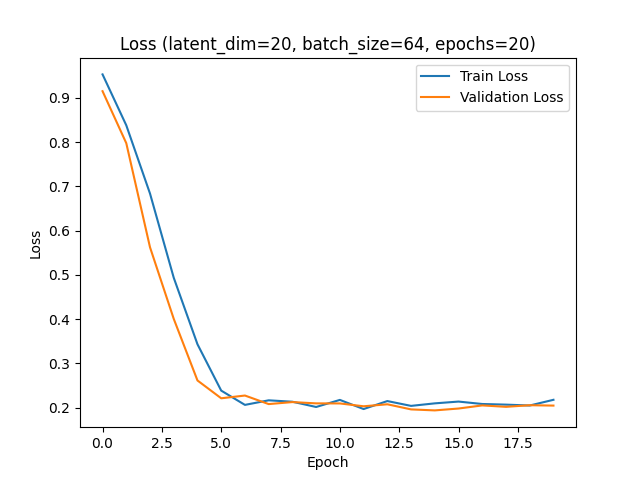 Loss (latent_dim=20, batch_size=64, epochs=20)
Train Loss
Validation Loss
Loss
0.9
0.8
0.7
0.6
0.5
0.4
0.3
0.2
0.0 2.5 5.0 7.5 10.0 12.5 15.0 17.5
Epoch